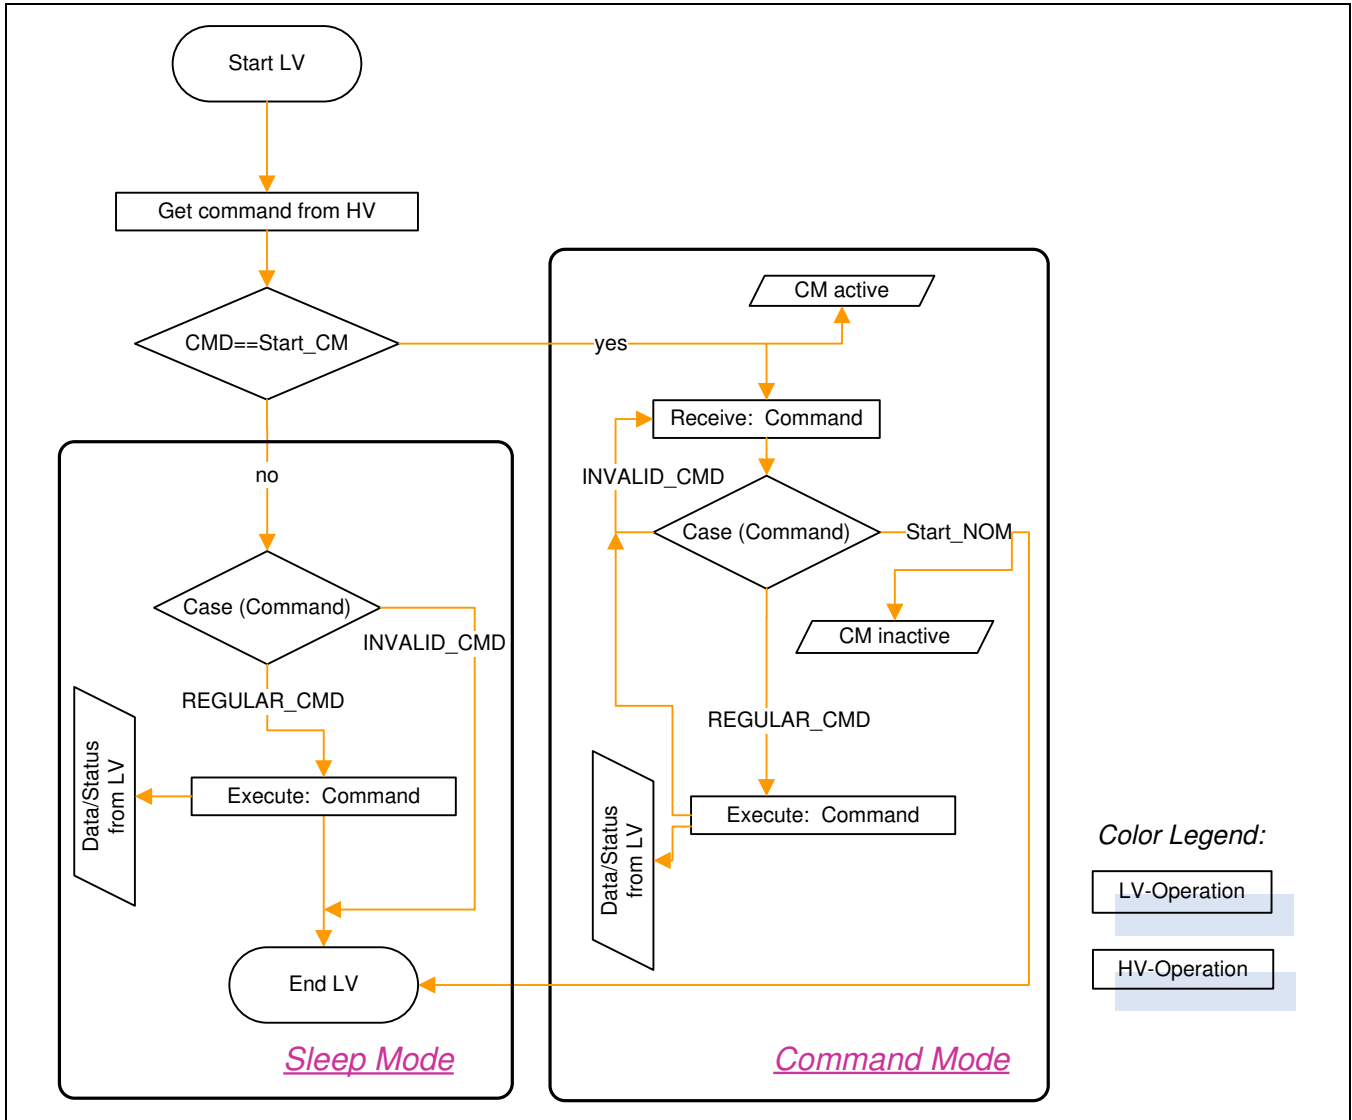 Start LV
Get command from HV
CMD==Start_CM
yes
no
CM active
Receive:  Command
INVALID_CMD
Case (Command)
Start_NOM
CM inactive
REGULAR_CMD
Execute:  Command
Data/Status
from LV
Command Mode
Case (Command)
INVALID_CMD
REGULAR_CMD
Execute:  Command
Data/Status
from LV
End LV
Sleep Mode
Color Legend:
LV-Operation
HV-Operation